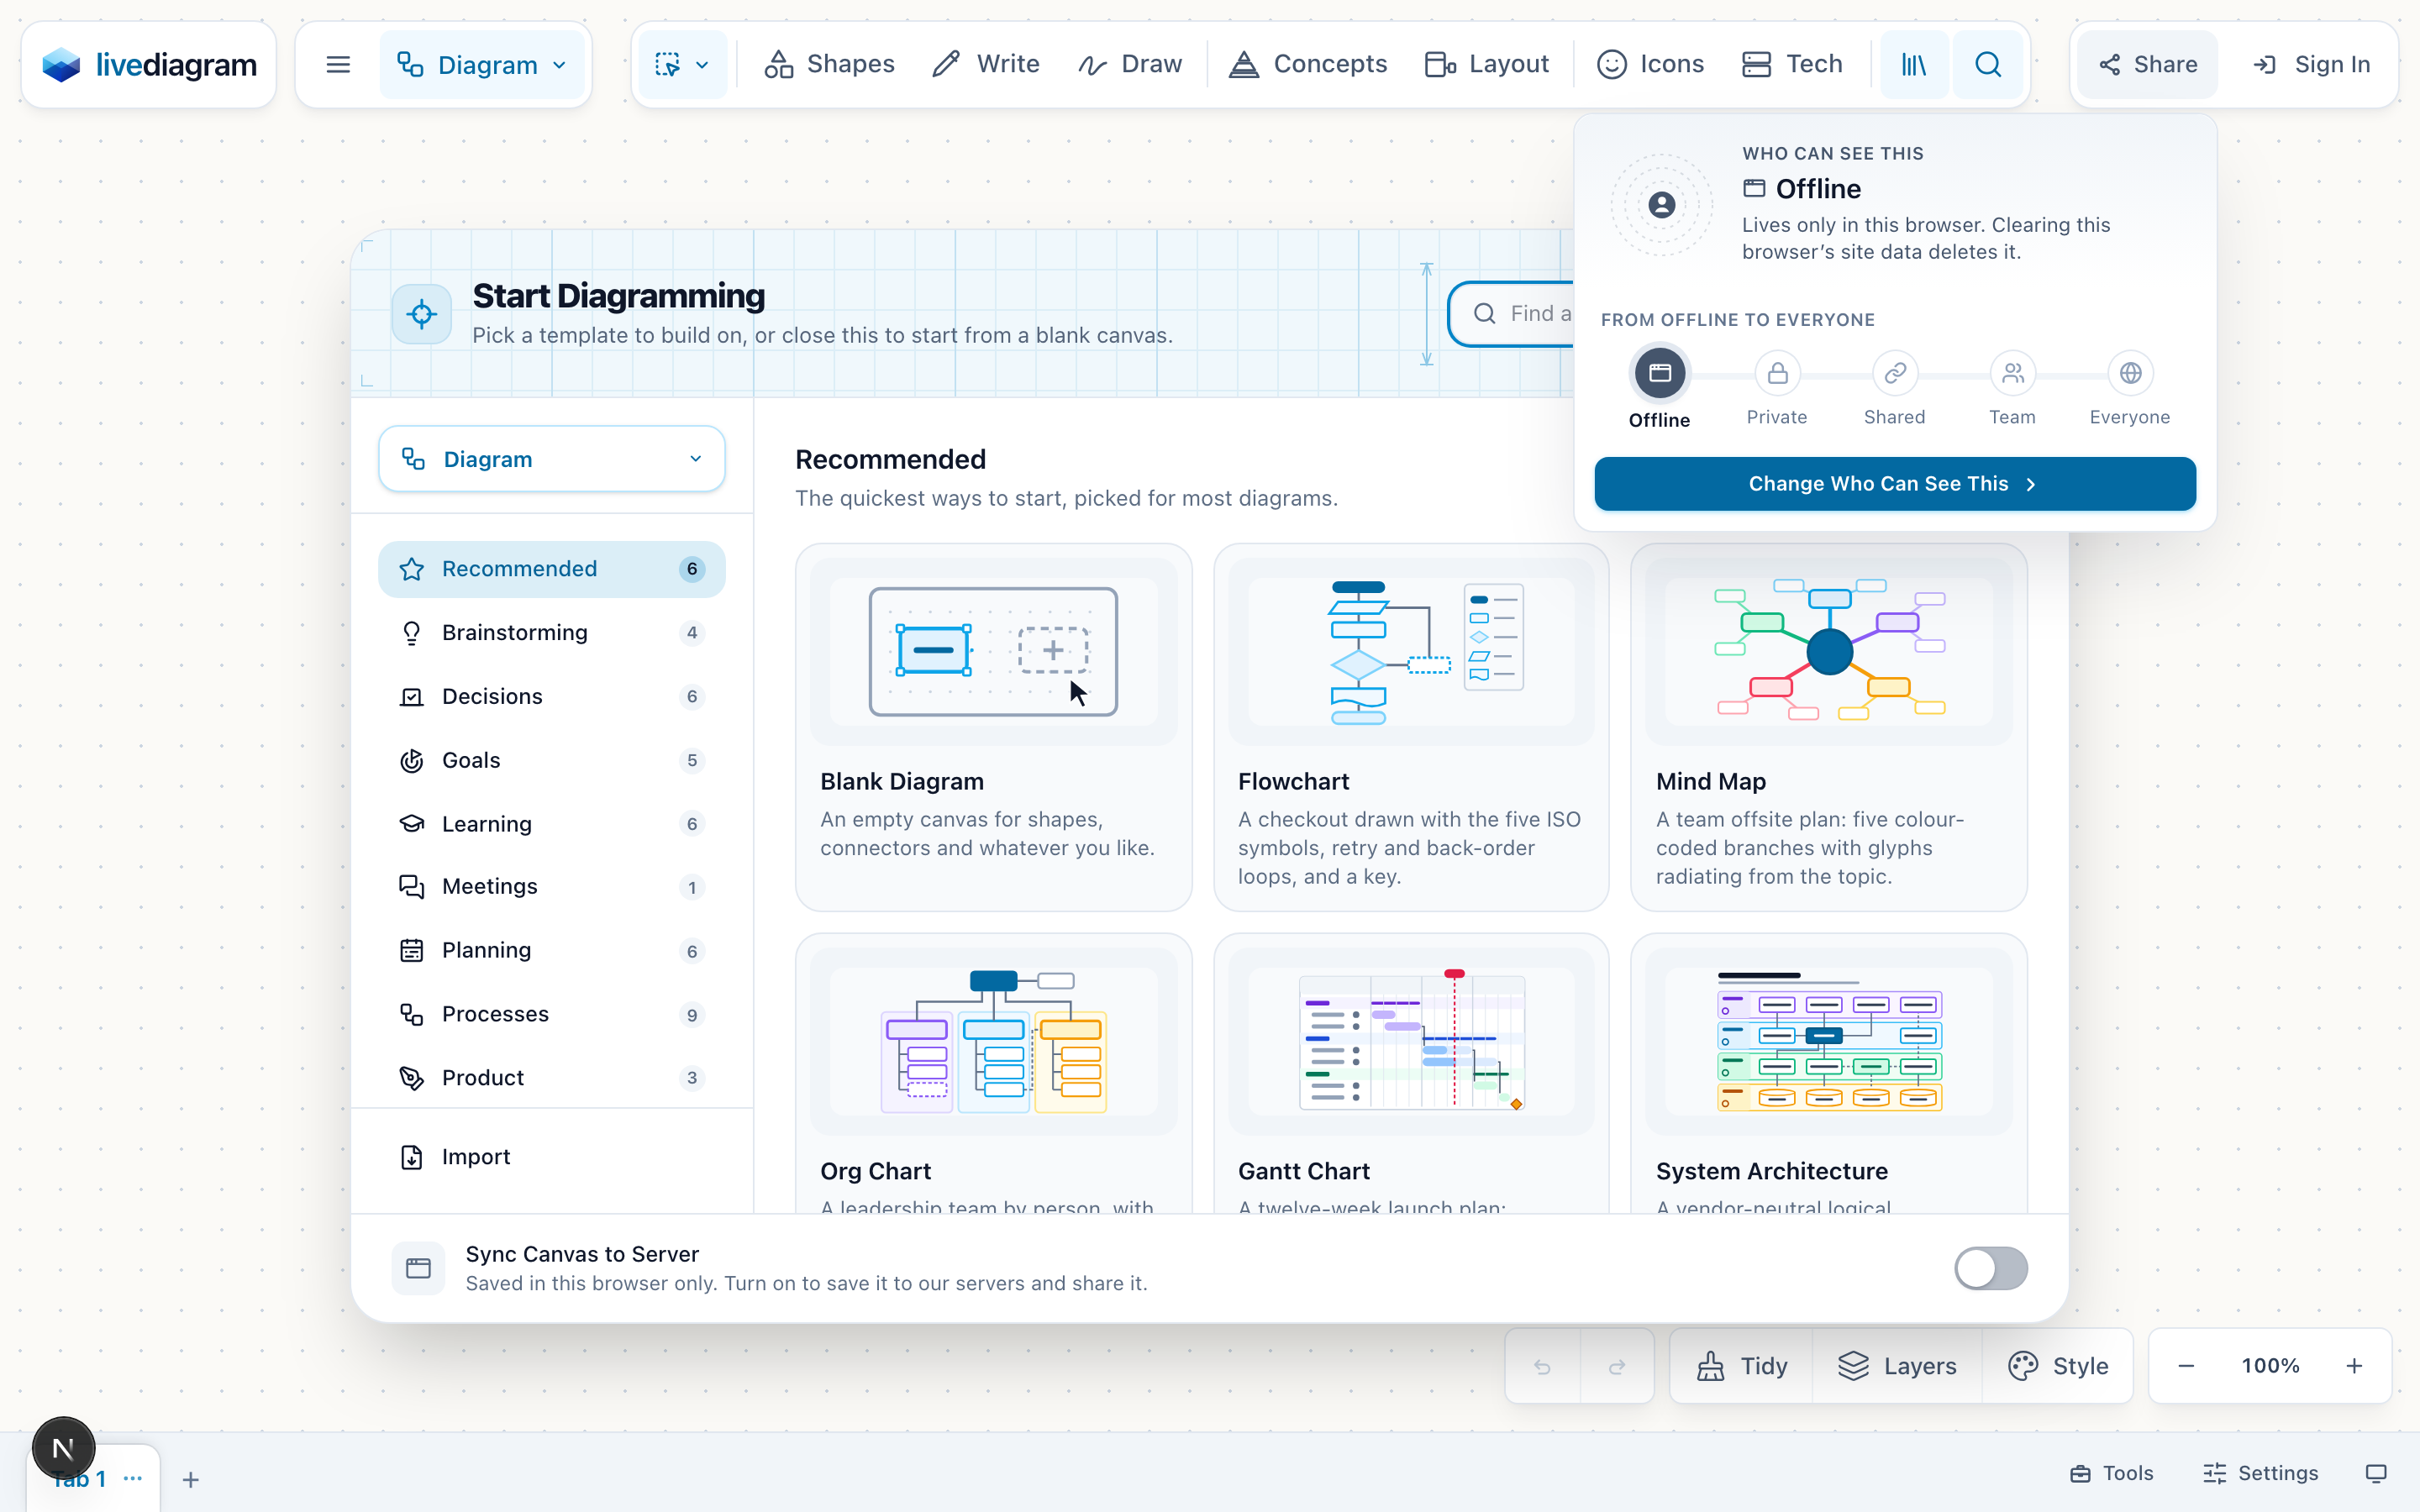 livediagram
Diagram
Shapes
Write
Draw
Concepts
Layout
Icons
Tech
Share
Sign In
WHO CAN SEE THIS
Offline
Lives only in this browser. Clearing this
browser’s site data deletes it.
FROM OFFLINE TO EVERYONE
Offline
Private
Shared
Team
Everyone
Change Who Can See This
Start Diagramming
Pick a template to build on, or close this to start from a blank canvas.
Find a
Diagram
Recommended 6
Brainstorming 4
Decisions 6
Goals 5
Learning 6
Meetings 1
Planning 6
Processes 9
Product 3
Import
Recommended
The quickest ways to start, picked for most diagrams.
Blank Diagram
An empty canvas for shapes,
connectors and whatever you like.
Flowchart
A checkout drawn with the five ISO
symbols, retry and back-order
loops, and a key.
Mind Map
A team offsite plan: five colour-
coded branches with glyphs
radiating from the topic.
Org Chart
A leadership team by person, with
Gantt Chart
A twelve-week launch plan:
System Architecture
A vendor-neutral logical
Sync Canvas to Server
Saved in this browser only. Turn on to save it to our servers and share it.
Tidy
Layers
Style
100%
N
Tab 1
Tools
Settings